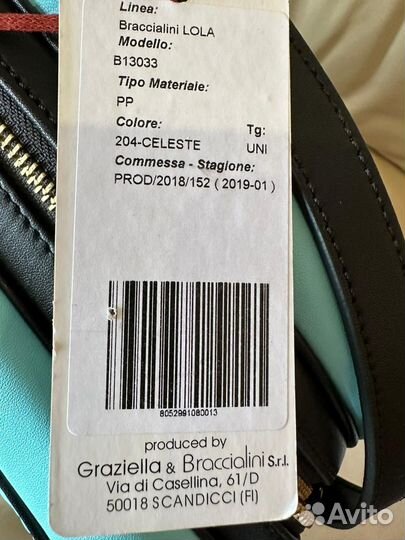 Linea:
Braccialini LOLA
Modello:
B13033
Tipo Materiale:
PP
Colore: Tg:
204-CELESTE UNI
Commessa - Stagione:
PROD/2018/152 ( 2019-01 )
8052991080013
produced by
Graziella & Braccialini S.r.l.
Via di Casellina, 61/D
50018 SCANDICCI (FI)
Avito